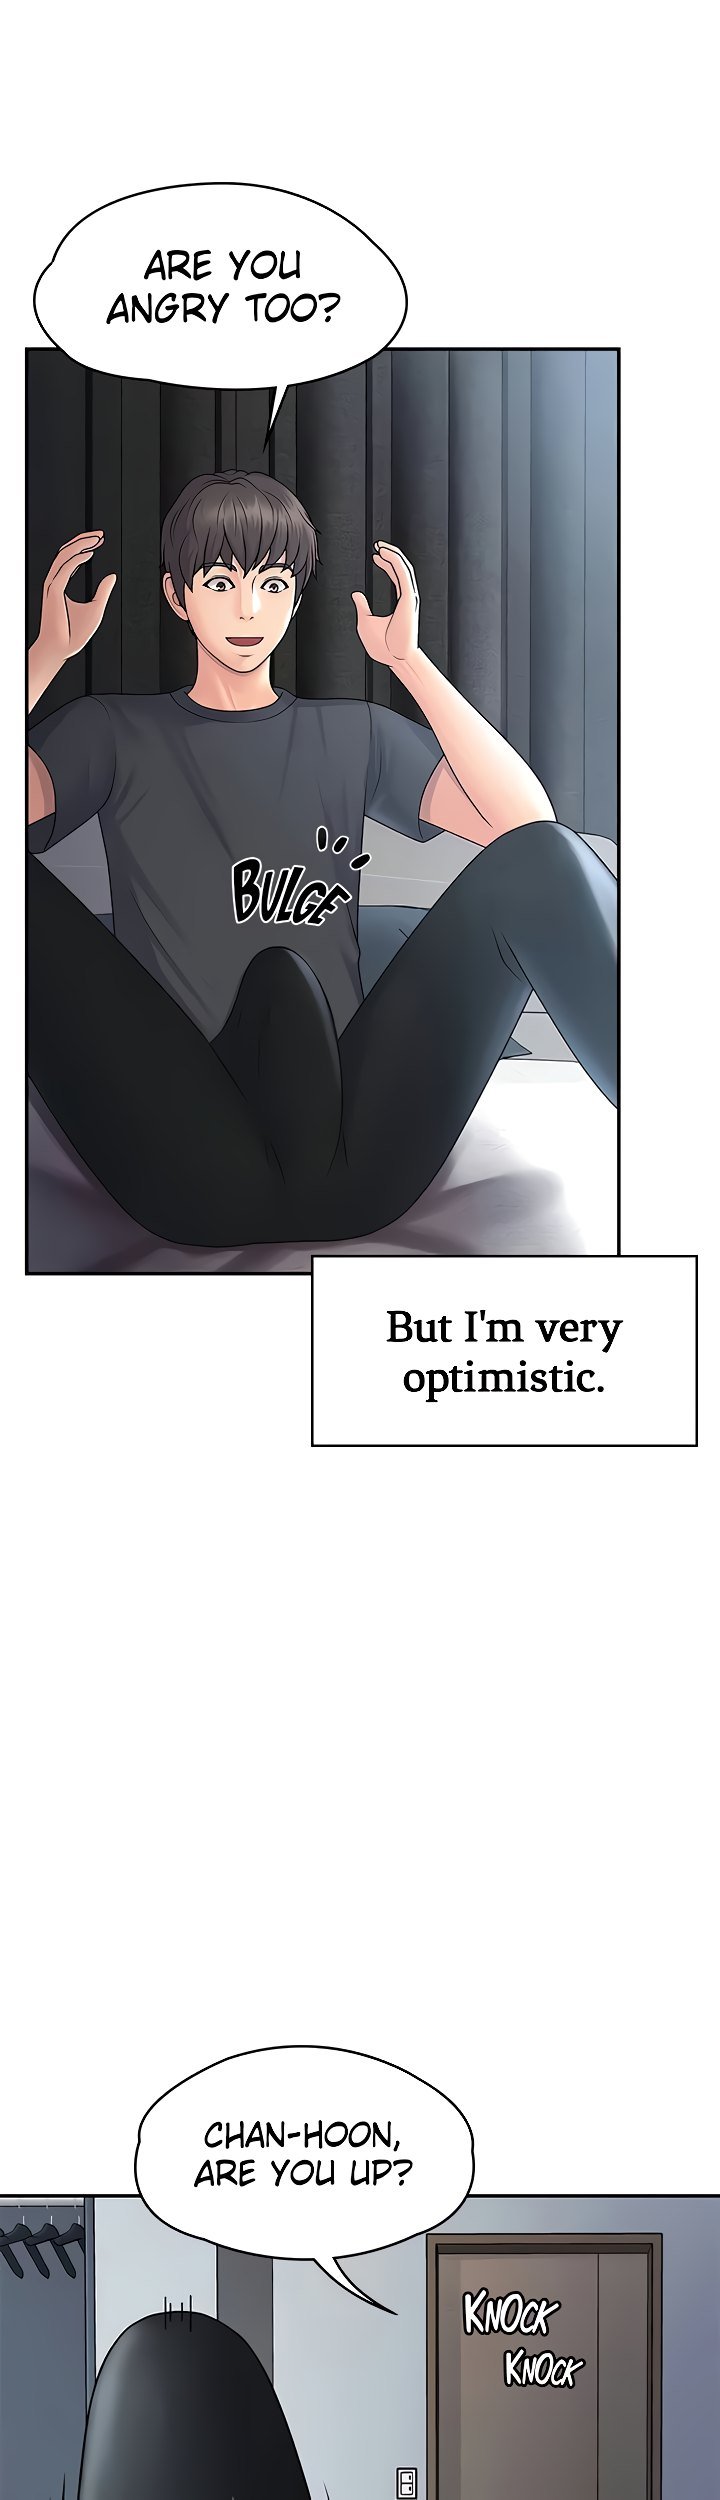 ARE YOU
ANGRY TOO?
BULGE
But I'm very
optimistic.
CHAN-HOON,
ARE YOU UP?
KNOCK
KNOCK